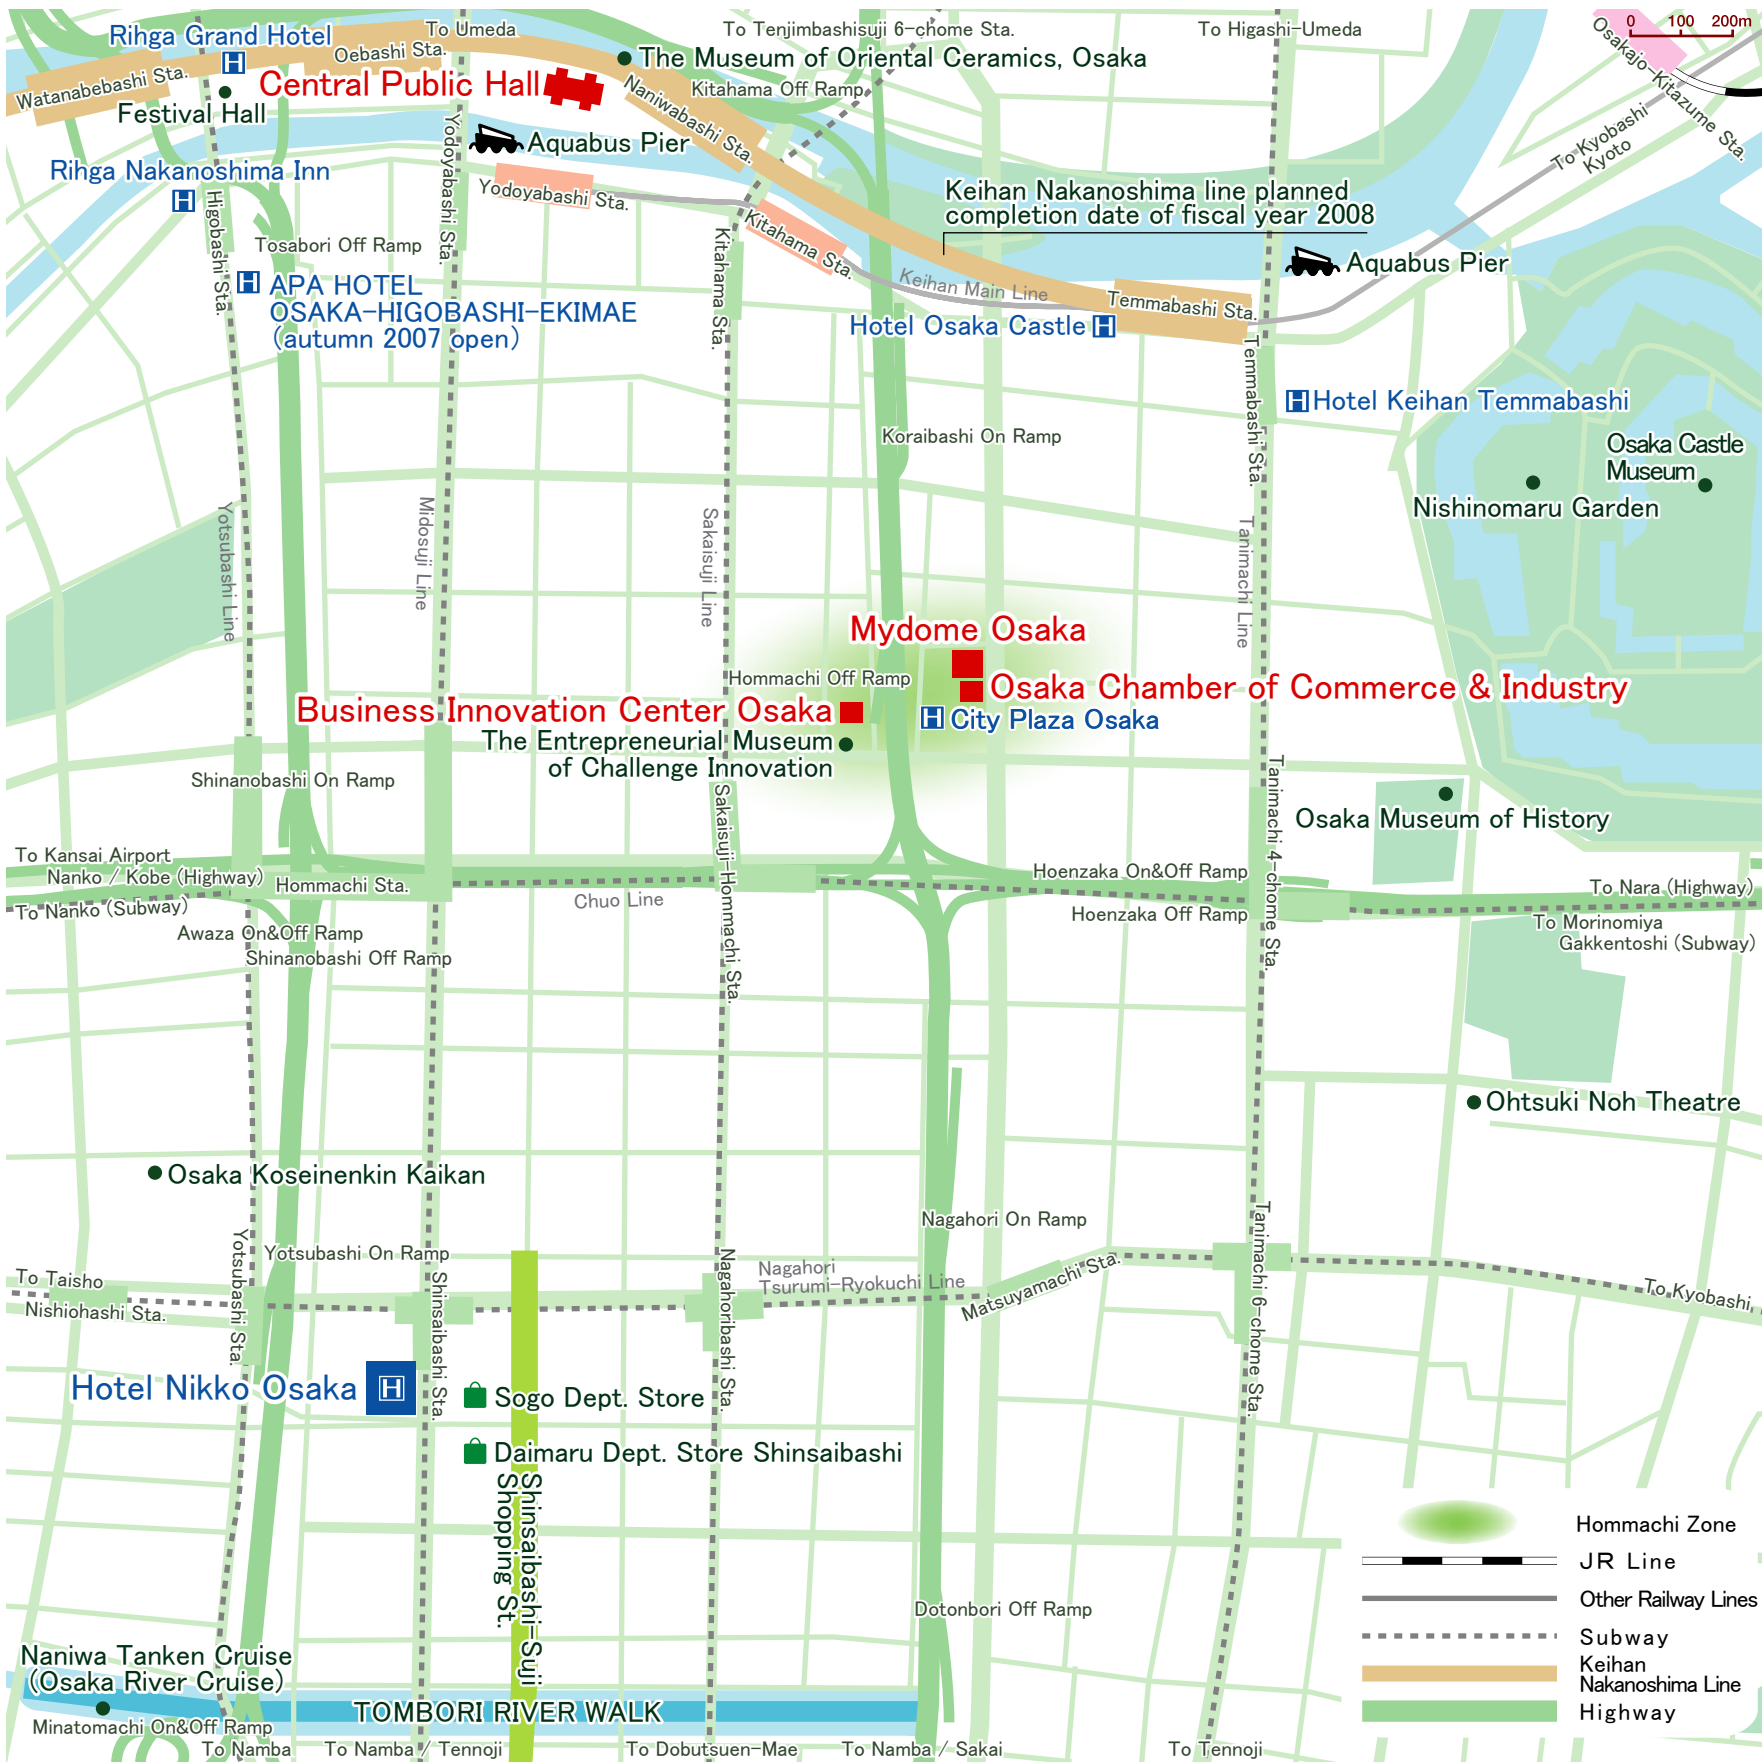 To Umeda
To Tenjimbashisuji 6-chome Sta.
To Higashi-Umeda
0 100 200m
Rihga Grand Hotel
Oebashi Sta.
The Museum of Oriental Ceramics, Osaka
Osakajo-Kitazume Sta.
Watanabebashi Sta.
Central Public Hall
Naniwabashi Sta.
Kitahama Off Ramp
Festival Hall
To Kyobashi
Kyoto
Yodoyabashi Sta.
Aquabus Pier
Rihga Nakanoshima Inn
Yodoyabashi Sta.
Keihan Nakanoshima line planned
completion date of fiscal year 2008
Higobashi Sta.
Kitahama Sta.
Kitahama Sta.
Tosabori Off Ramp
Aquabus Pier
Keihan Main Line
APA HOTEL
OSAKA-HIGOBASHI-EKIMAE
(autumn 2007 open)
Temmabashi Sta.
Hotel Osaka Castle
Temmabashi Sta.
Hotel Keihan Temmabashi
Koraibashi On Ramp
Osaka Castle
Museum
Nishinomaru Garden
Yotsubashi Line
Midosuji Line
Sakaisuji Line
Tanimachi Line
Mydome Osaka
Hommachi Off Ramp
Osaka Chamber of Commerce & Industry
Business Innovation Center Osaka
City Plaza Osaka
The Entrepreneurial Museum
of Challenge Innovation
Shinanobashi On Ramp
Sakaisuji-Hommachi Sta.
Tanimachi 4-chome Sta.
Osaka Museum of History
To Kansai Airport
Nanko / Kobe (Highway)
Hommachi Sta.
To Nanko (Subway)
Chuo Line
Hoenzaka On&Off Ramp
Hoenzaka Off Ramp
To Nara (Highway)
To Morinomiya
Gakkentoshi (Subway)
Awaza On&Off Ramp
Shinanobashi Off Ramp
Ohtsuki Noh Theatre
Osaka Koseinenkin Kaikan
Nagahori On Ramp
Yotsubashi Sta.
Yotsubashi On Ramp
Shinsaibashi Sta.
Nagahoribashi Sta.
Nagahori
Tsurumi-Ryokuchi Line
Matsuyamachi Sta.
Tanimachi 6-chome Sta.
To Taisho
Nishiohashi Sta.
To Kyobashi
Hotel Nikko Osaka
Sogo Dept. Store
Daimaru Dept. Store Shinsaibashi
Shinsaibashi-Suji
Shopping St.
Hommachi Zone
JR Line
Other Railway Lines
Subway
Keihan
Nakanoshima Line
Highway
Dotonbori Off Ramp
Naniwa Tanken Cruise
(Osaka River Cruise)
TOMBORI RIVER WALK
Minatomachi On&Off Ramp
To Namba
To Namba / Tennoji
To Dobutsuen-Mae
To Namba / Sakai
To Tennoji